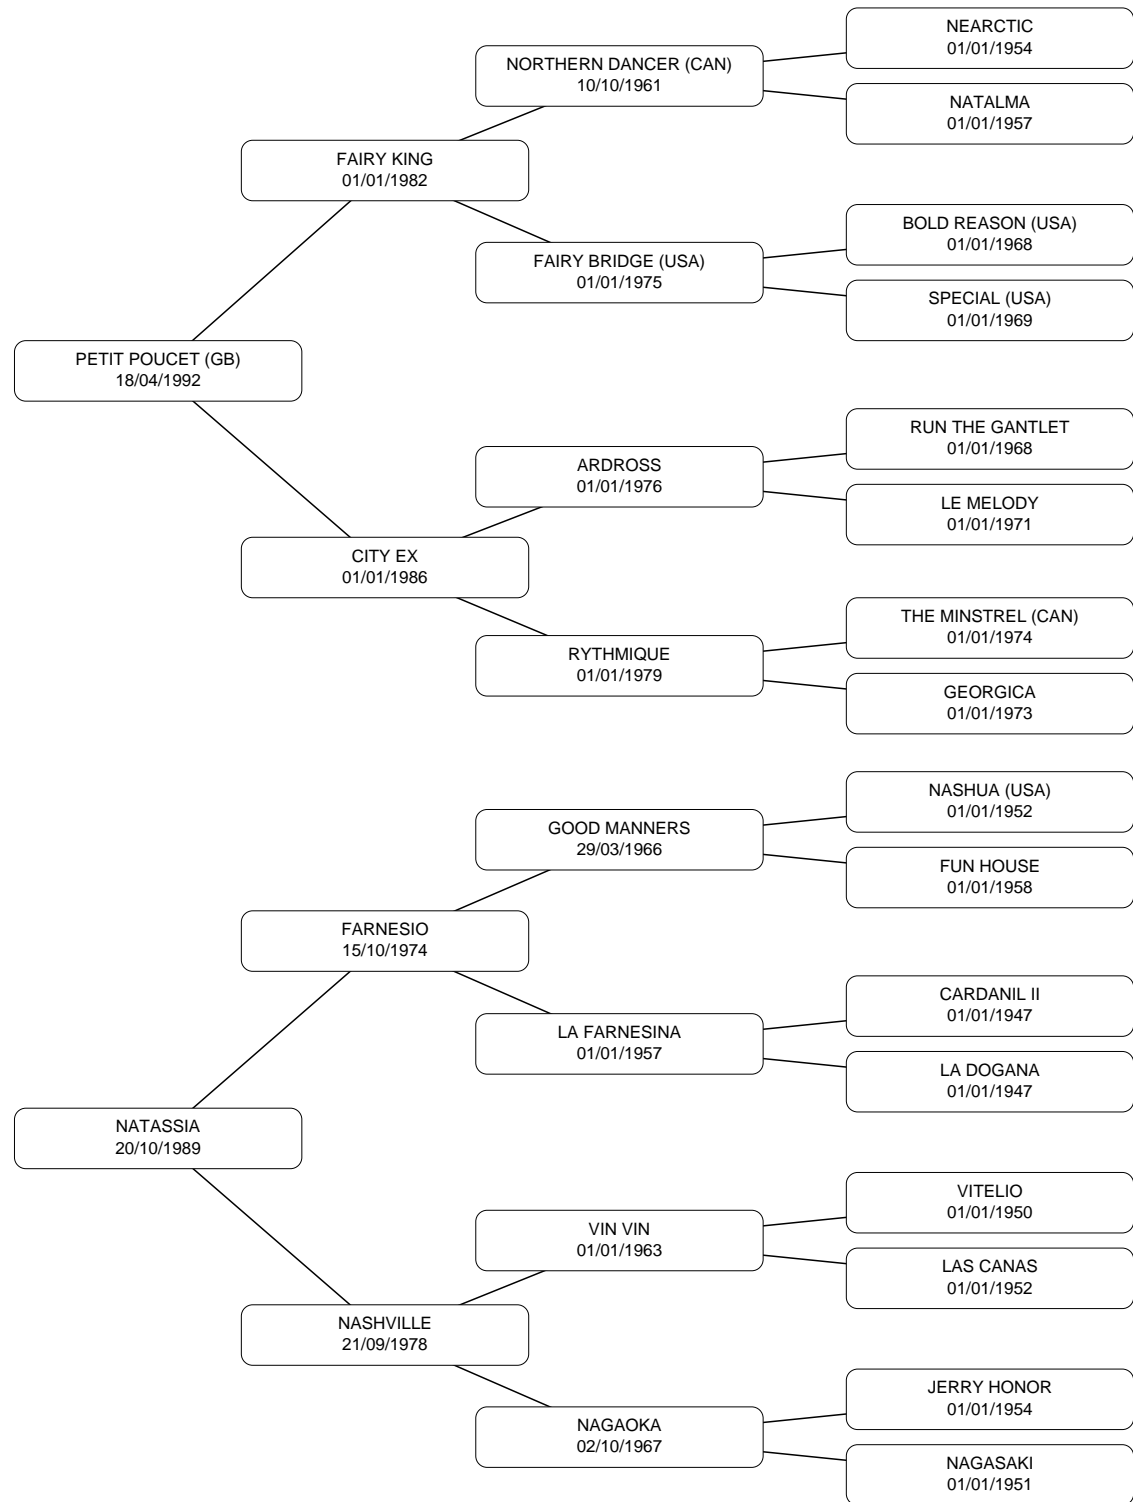 NEARCTIC
01/01/1954
NORTHERN DANCER (CAN)
10/10/1961
NATALMA
01/01/1957
FAIRY KING
01/01/1982
BOLD REASON (USA)
01/01/1968
FAIRY BRIDGE (USA)
01/01/1975
SPECIAL (USA)
01/01/1969
PETIT POUCET (GB)
18/04/1992
RUN THE GANTLET
01/01/1968
ARDROSS
01/01/1976
LE MELODY
01/01/1971
CITY EX
01/01/1986
THE MINSTREL (CAN)
01/01/1974
RYTHMIQUE
01/01/1979
GEORGICA
01/01/1973
NASHUA (USA)
01/01/1952
GOOD MANNERS
29/03/1966
FUN HOUSE
01/01/1958
FARNESIO
15/10/1974
CARDANIL II
01/01/1947
LA FARNESINA
01/01/1957
LA DOGANA
01/01/1947
NATASSIA
20/10/1989
VITELIO
01/01/1950
VIN VIN
01/01/1963
LAS CANAS
01/01/1952
NASHVILLE
21/09/1978
JERRY HONOR
01/01/1954
NAGAOKA
02/10/1967
NAGASAKI
01/01/1951